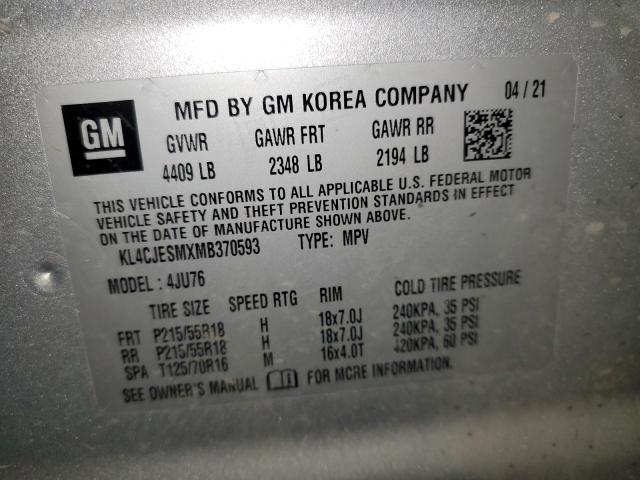 GM
MFD BY GM KOREA COMPANY 04 / 21
GVWR GAWR FRT GAWR RR
4409 LB 2348 LB 2194 LB
THIS VEHICLE CONFORMS TO ALL APPLICABLE U.S. FEDERAL MOTOR
VEHICLE SAFETY AND THEFT PREVENTION STANDARDS IN EFFECT
ON THE DATE OF MANUFACTURE SHOWN ABOVE.
KL4CJESMXMB370593 TYPE: MPV
MODEL: 4JU76
TIRE SIZE SPEED RTG RIM COLD TIRE PRESSURE
FRT P215/55R18 H 18x7.0J 240KPA, 35 PSI
RR P215/55R18 H 18x7.0J 240KPA, 35 PSI
SPA T125/70R16 M 16x4.0T 420KPA, 60 PSI
SEE OWNER'S MANUAL FOR MORE INFORMATION.